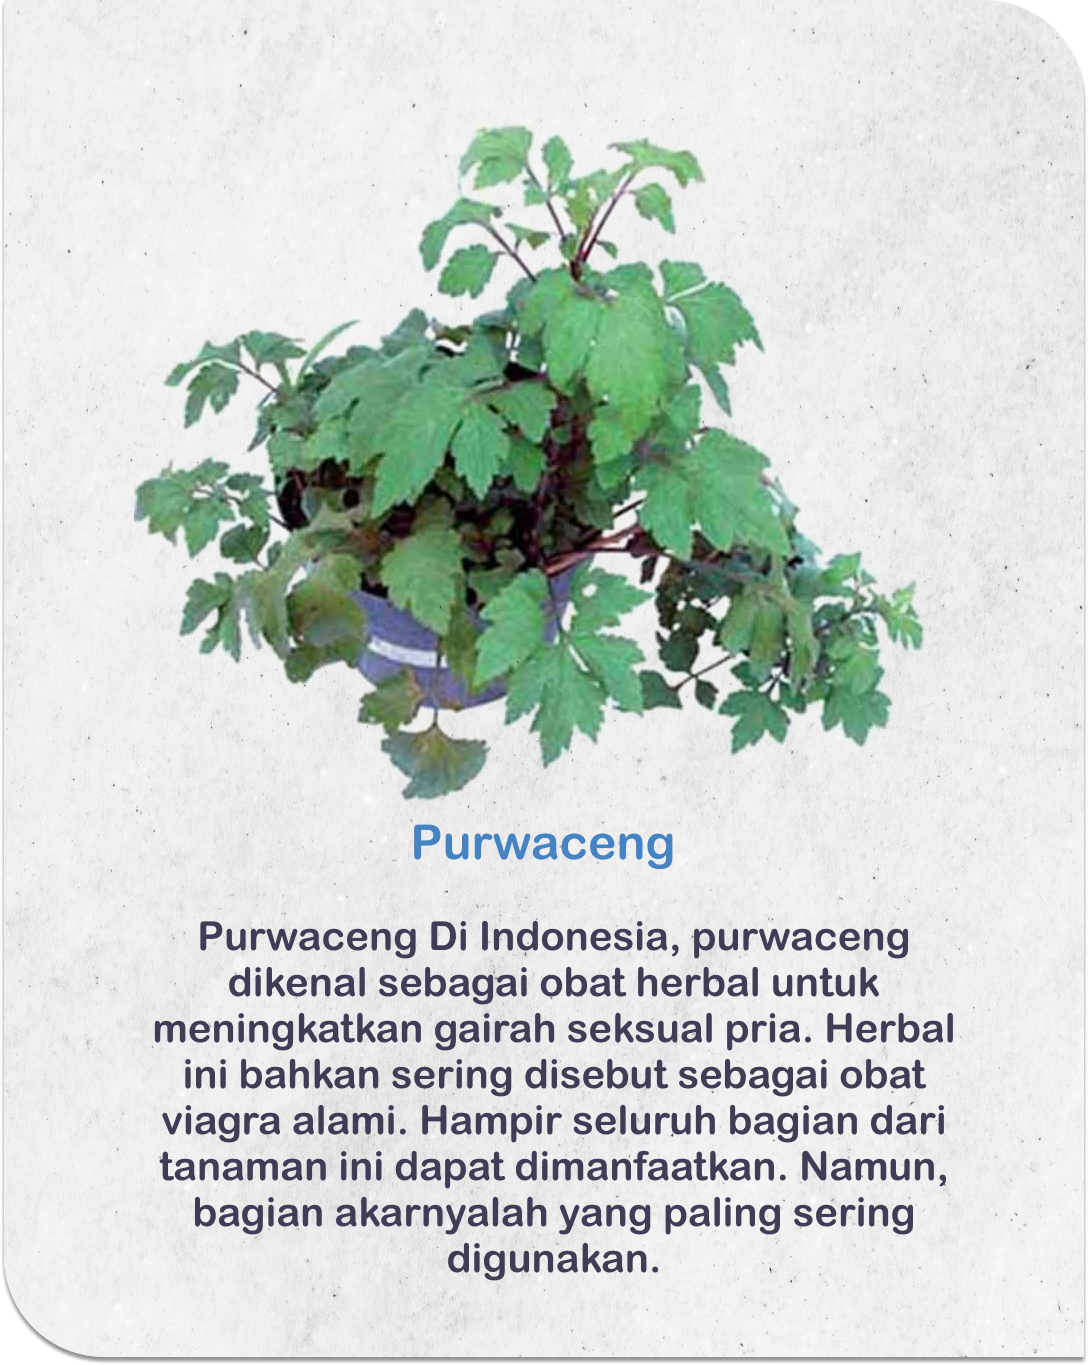 Purwaceng
Purwaceng Di Indonesia, purwaceng
dikenal sebagai obat herbal untuk
meningkatkan gairah seksual pria. Herbal
ini bahkan sering disebut sebagai obat
viagra alami. Hampir seluruh bagian dari
tanaman ini dapat dimanfaatkan. Namun,
bagian akarnyalah yang paling sering
digunakan.